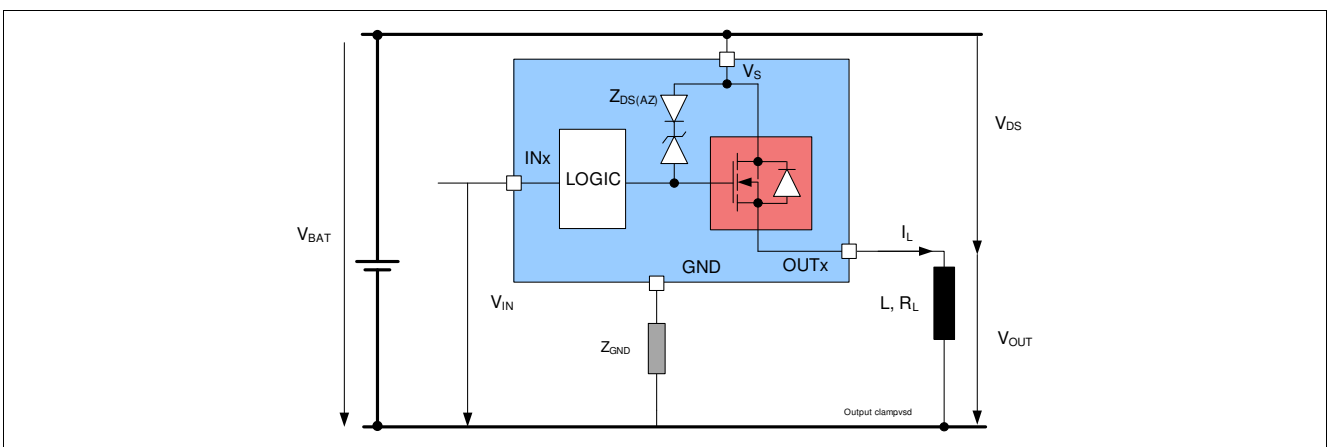 VS
ZDS(AZ)
VDS
INx
LOGIC
VBAT
IL
GND
OUTx
VIN
L, RL
VOUT
ZGND
Output clampvsd